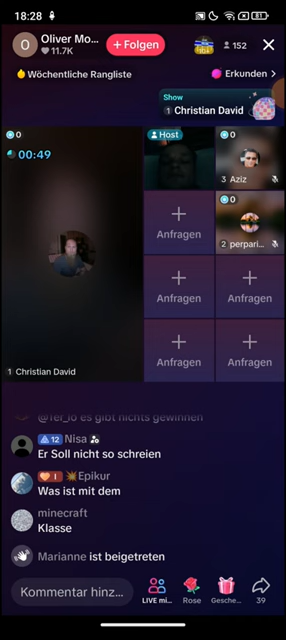 18:28
81
O
Oliver Mo...
11.7K
+ Folgen
152
Wöchentliche Rangliste
Erkunden >
Show
1 Christian David
0
00:49
Host
0
3 Aziz
Anfragen
0
2 perpari...
Anfragen
Anfragen
Anfragen
Anfragen
1 Christian David
es gibt nichts gewinnen
12 Nisa
Er Soll nicht so schreien
I Epikur
Was ist mit dem
minecraft
Klasse
Marianne ist beigetreten
Kommentar hinz...
LIVE mi...
Rose
Gesche...
39